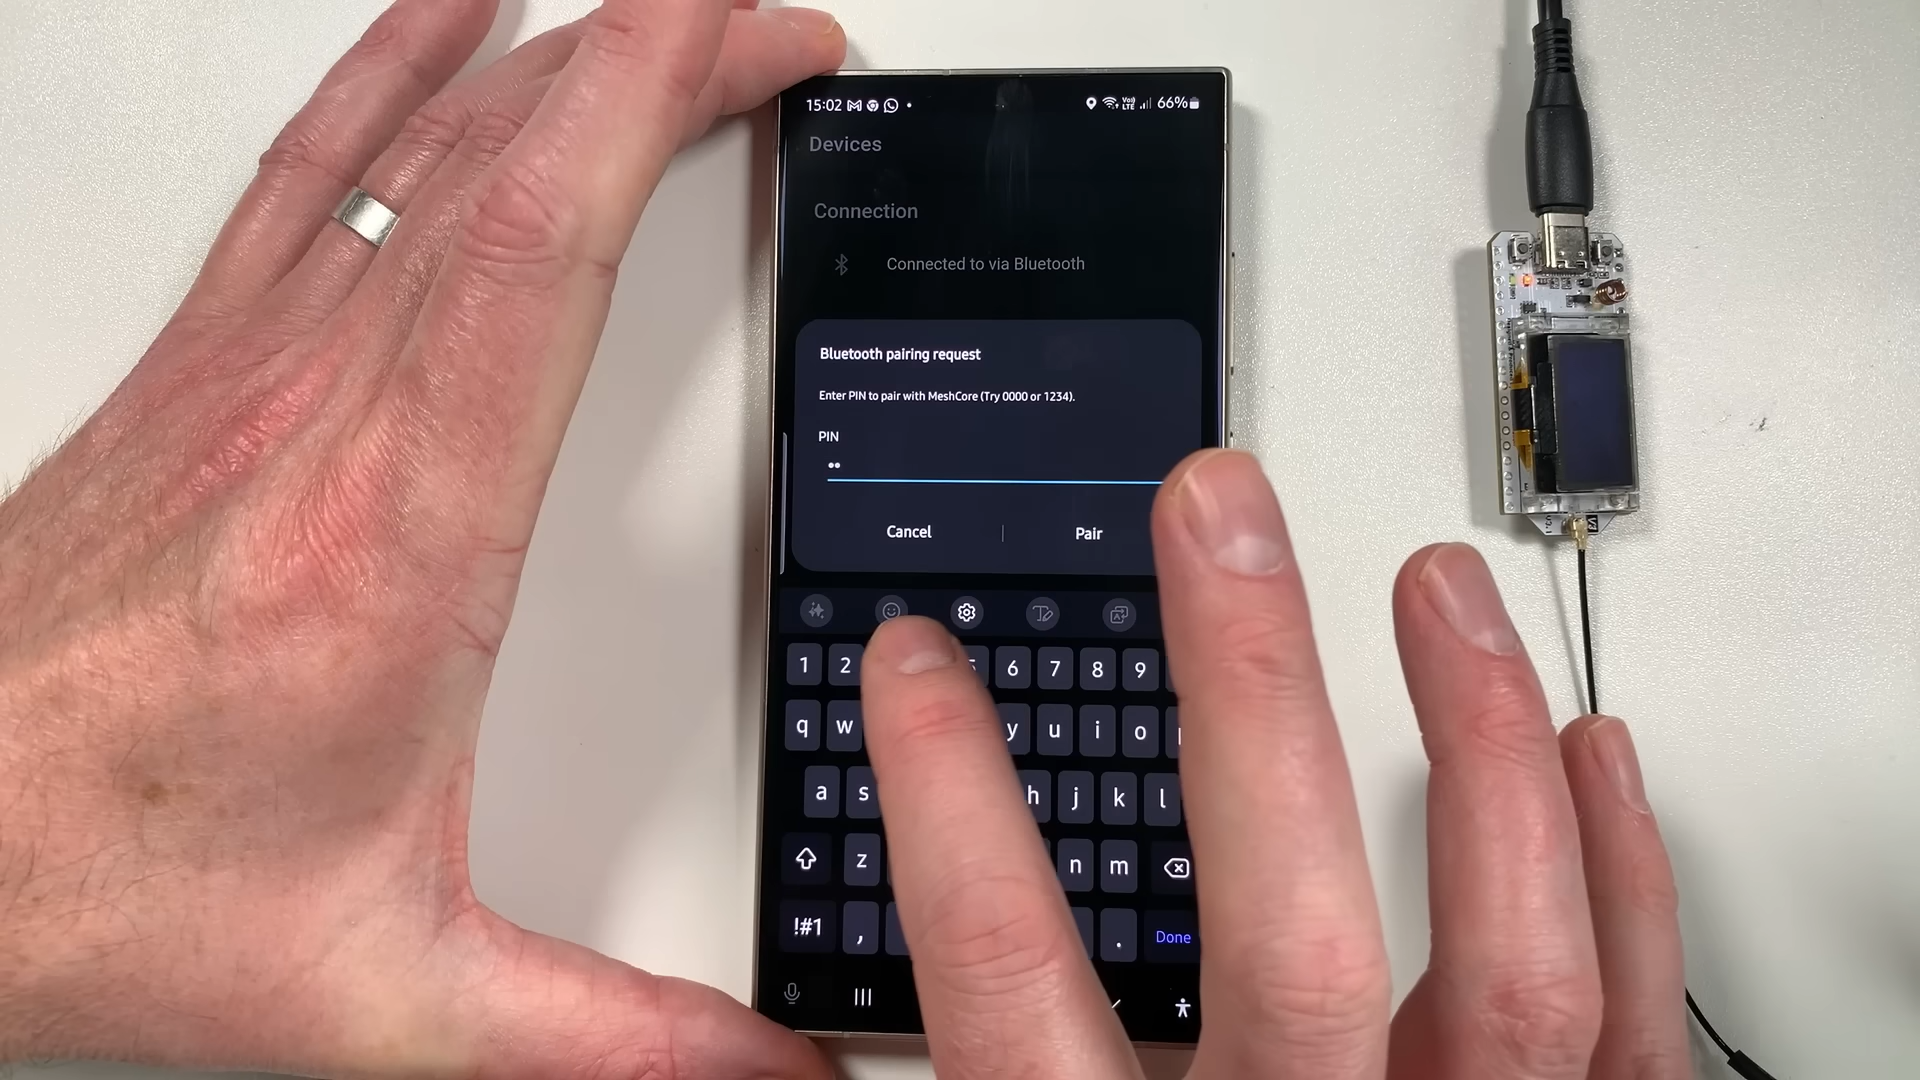 15:02 66%
Devices
Connection
Connected to via Bluetooth
Bluetooth pairing request
Enter PIN to pair with MeshCore (Try 0000 or 1234).
PIN
Cancel Pair
1 2 6 7 8 9
q w y u i o
a s h j k l
z n m
!#1 , . Done
V3